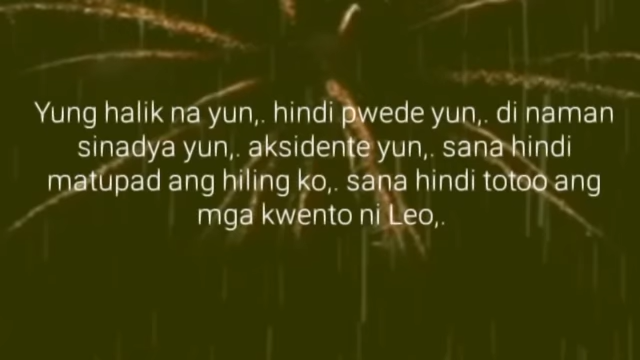 Yung halik na yun,. hindi pwede yun,. di naman
sinadya yun,. aksidente yun,. sana hindi
matupad ang hiling ko,. sana hindi totoo ang
mga kwento ni Leo,.